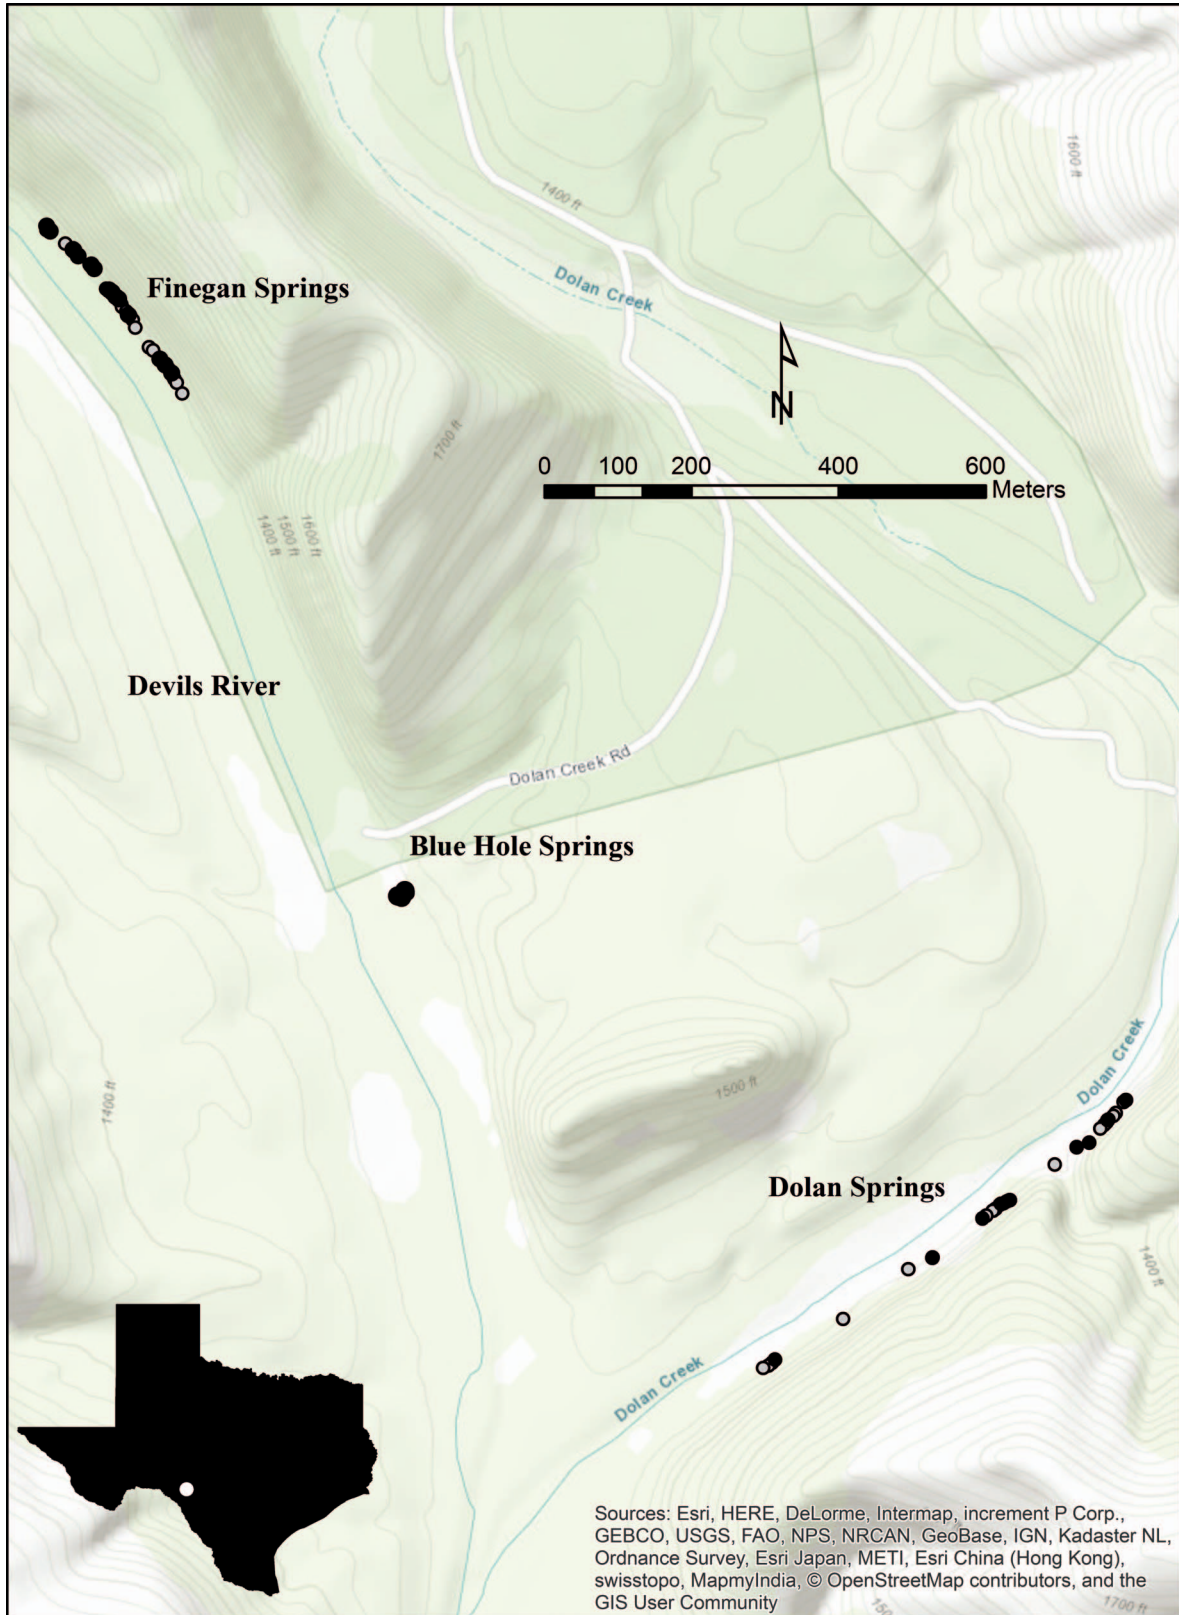 1600 ft
1400 ft
Dolan Creek
Finegan Springs
N
1700 ft
0 100 200 400 600
Meters
1400 ft
1500 ft
1600 ft
Devils River
Dolan Creek Rd
Blue Hole Springs
Dolan Creek
1500 ft
1400 ft
Dolan Springs
1400 ft
Dolan Creek
Sources: Esri, HERE, DeLorme, Intermap, increment P Corp.,
GEBCO, USGS, FAO, NPS, NRCAN, GeoBase, IGN, Kadaster NL,
Ordnance Survey, Esri Japan, METI, Esri China (Hong Kong),
swisstopo, MapmyIndia, © OpenStreetMap contributors, and the
GIS User Community
1700 ft